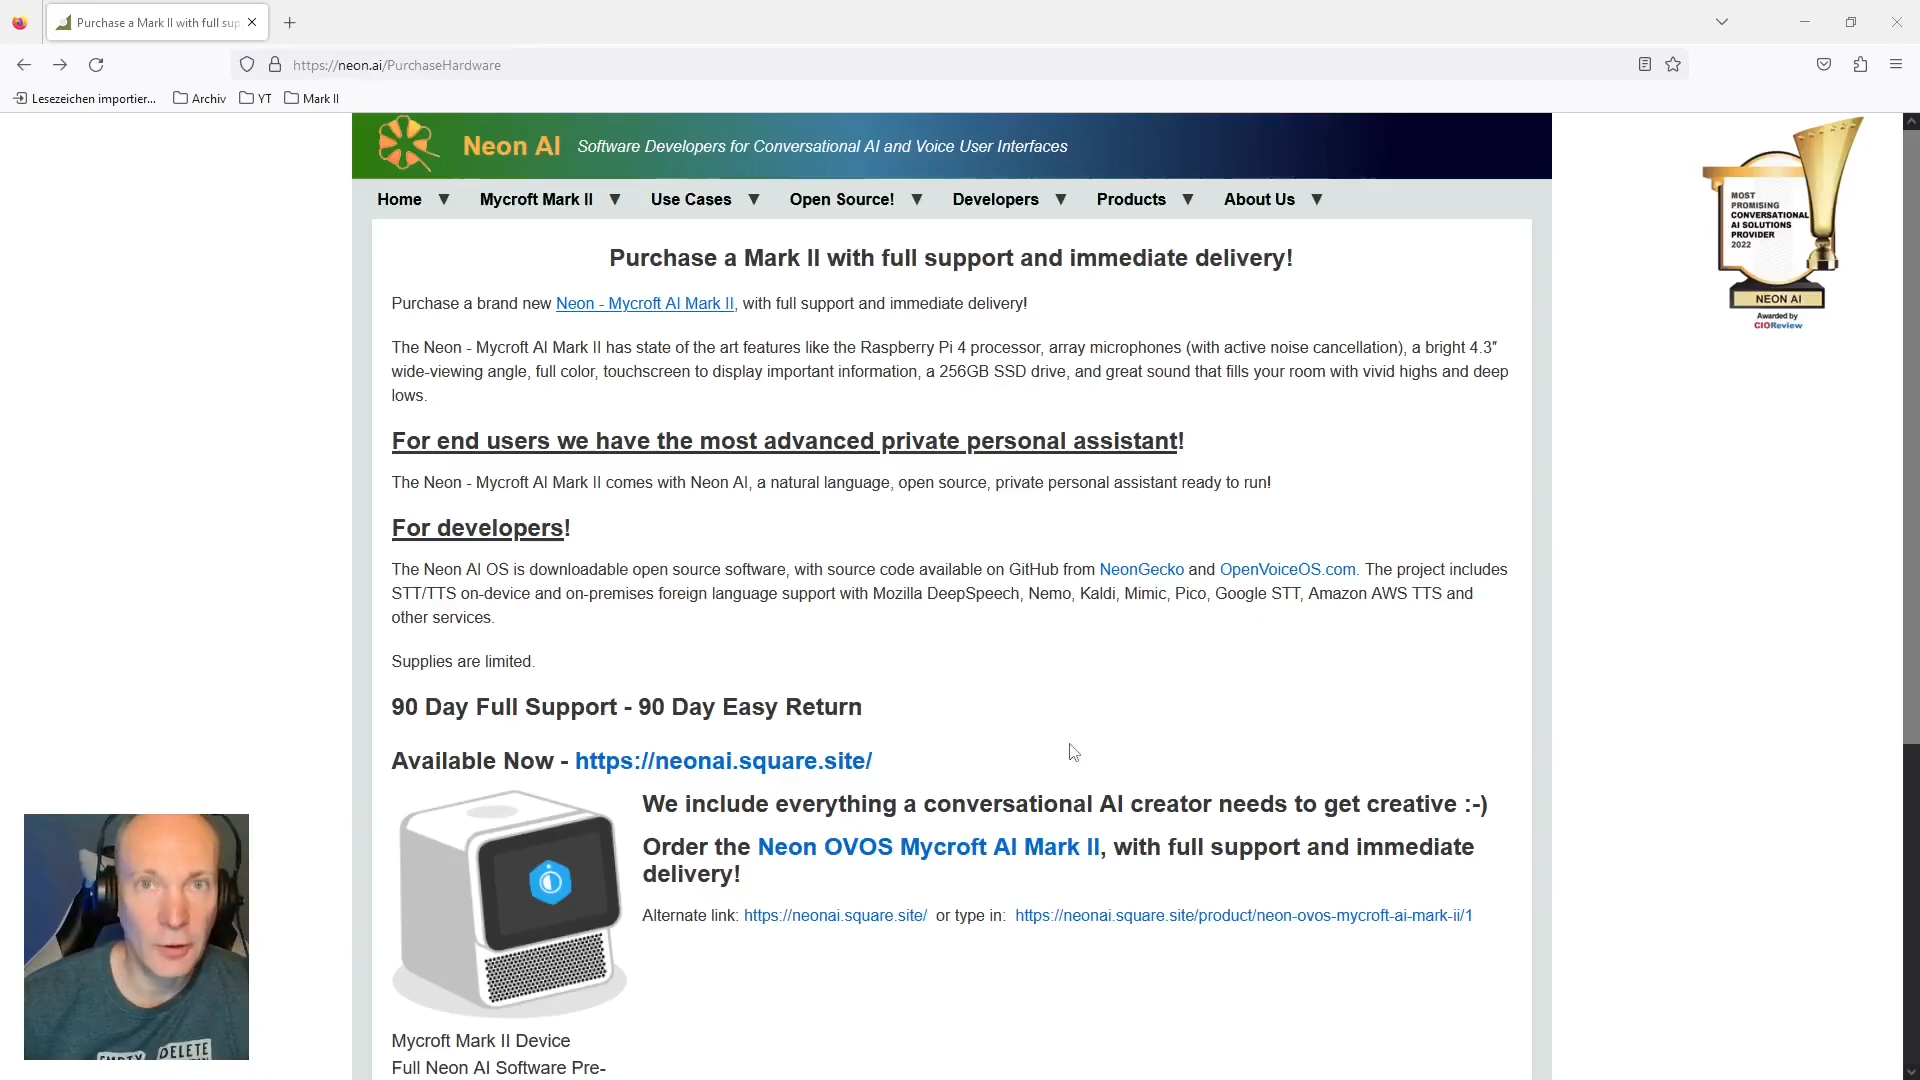 Purchase a Mark II with full sup
https://neon.ai/PurchaseHardware
Lesezeichen importier...
Archiv
YT
Mark II
Neon AI
Software Developers for Conversational AI and Voice User Interfaces
Home ▼ Mycroft Mark II ▼ Use Cases ▼ Open Source! ▼ Developers ▼ Products ▼ About Us ▼
MOST
PROMISING
CONVERSATIONAL
AI SOLUTIONS
PROVIDER
2022
NEON AI
Awarded by
CIOReview
Purchase a Mark II with full support and immediate delivery!
Purchase a brand new Neon - Mycroft AI Mark II, with full support and immediate delivery!
The Neon - Mycroft AI Mark II has state of the art features like the Raspberry Pi 4 processor, array microphones (with active noise cancellation), a bright 4.3″
wide-viewing angle, full color, touchscreen to display important information, a 256GB SSD drive, and great sound that fills your room with vivid highs and deep
lows.
For end users we have the most advanced private personal assistant!
The Neon - Mycroft AI Mark II comes with Neon AI, a natural language, open source, private personal assistant ready to run!
For developers!
The Neon AI OS is downloadable open source software, with source code available on GitHub from NeonGecko and OpenVoiceOS.com. The project includes
STT/TTS on-device and on-premises foreign language support with Mozilla DeepSpeech, Nemo, Kaldi, Mimic, Pico, Google STT, Amazon AWS TTS and
other services.
Supplies are limited.
90 Day Full Support - 90 Day Easy Return
Available Now - https://neonai.square.site/
We include everything a conversational AI creator needs to get creative :-)
Order the Neon OVOS Mycroft AI Mark II, with full support and immediate
delivery!
Alternate link: https://neonai.square.site/ or type in: https://neonai.square.site/product/neon-ovos-mycroft-ai-mark-ii/1
Mycroft Mark II Device
Full Neon AI Software Pre-
EMPTY DELETE